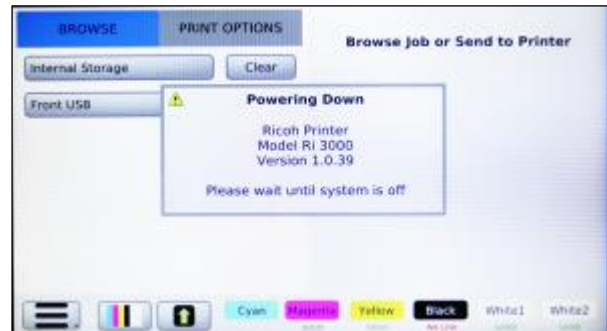 BROWSE
PRINT OPTIONS
Browse Job or Send to Printer
Internal Storage
Clear
Front USB
Powering Down
Ricoh Printer
Model Ri 3000
Version 1.0.39
Please wait until system is off
Cyan
Magenta
Yellow
Black
White1
White2